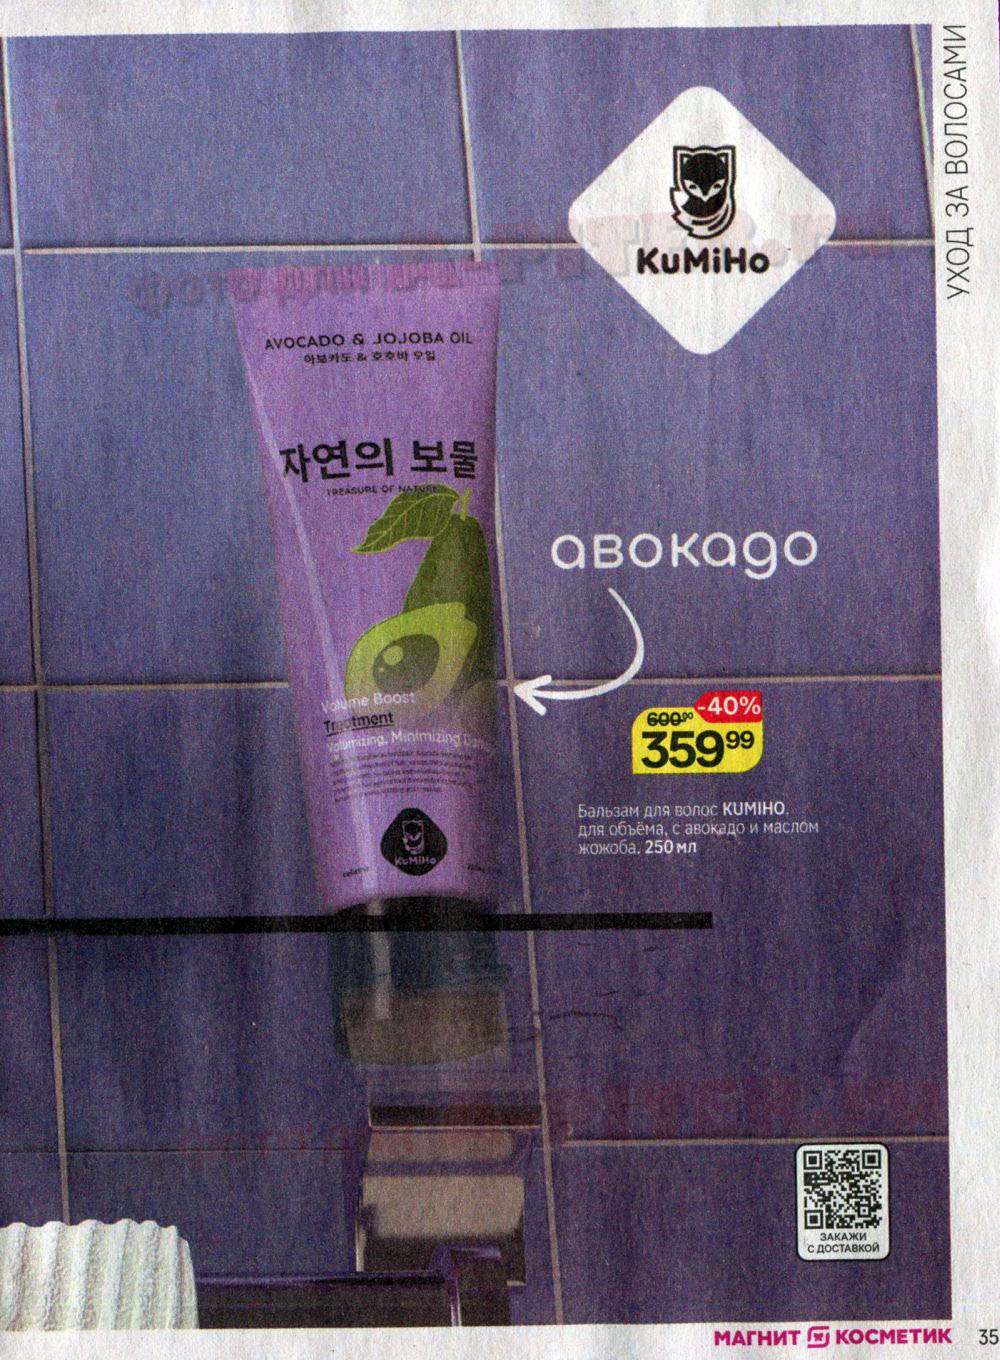 УХОД ЗА ВОЛОСАМИ
KuMiHo
AVOCADO & JOJOBA OIL
아보카도 & 호호바 오일
자연의 보물
TREASURE OF NATURE
авокадо
Volume Boost
Treatment
Volumizing, Minimizing
KuMiHo
600⁹⁰
-40%
359⁹⁹
Бальзам для волос KUMIHO,
для объёма, с авокадо и маслом
жожоба, 250 мл
ЗАКАЖИ
С ДОСТАВКОЙ
МАГНИТ КОСМЕТИК 35